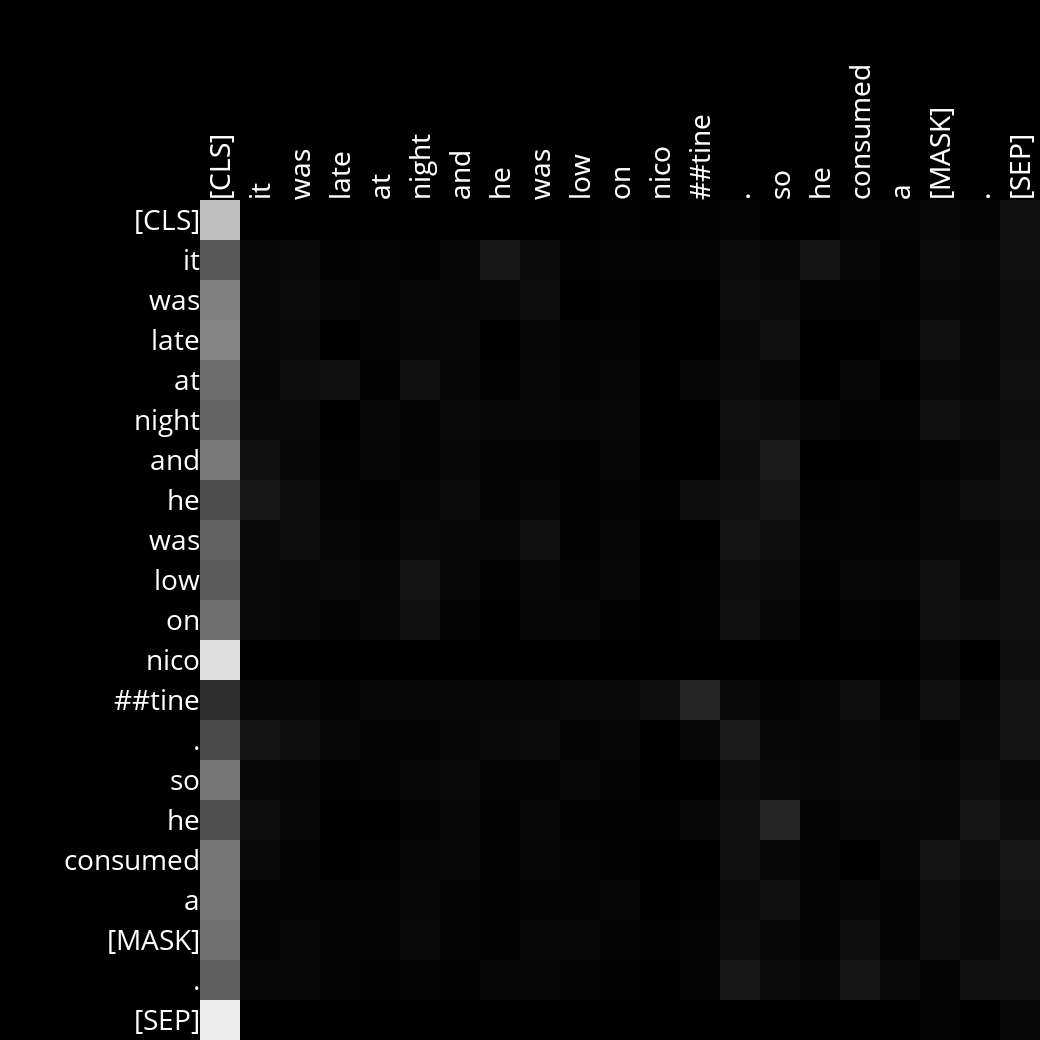 [CLS] it was late at night and he was low on nico ##tine . so he consumed a [MASK] . [SEP]
[CLS]
it
was
late
at
night
and
he
was
low
on
nico
##tine
.
so
he
consumed
a
[MASK]
.
[SEP]